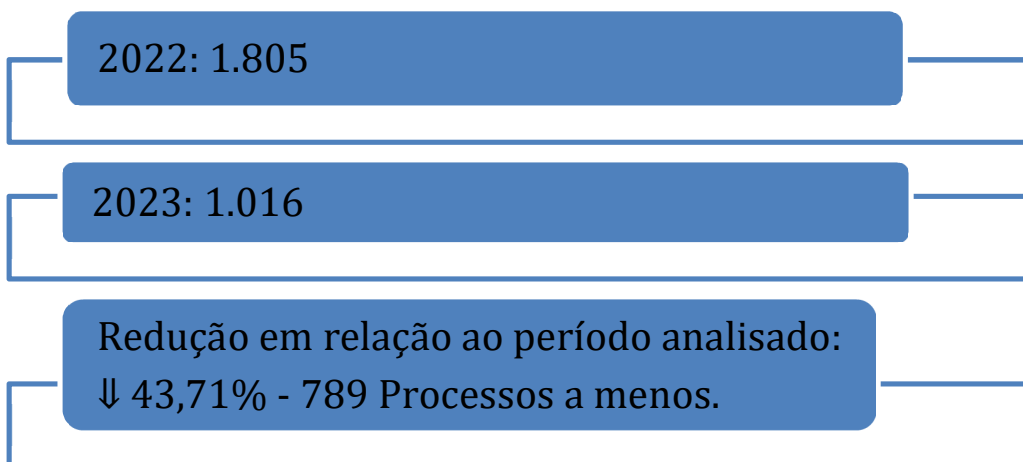 2022: 1.805
2023: 1.016
Redução em relação ao período analisado:
⇓ 43,71% - 789 Processos a menos.